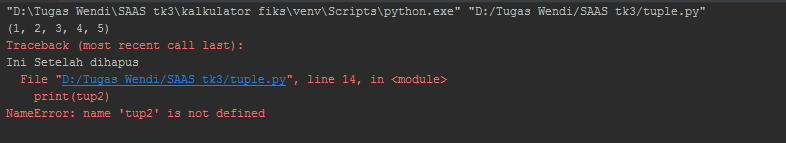 "D:\Tugas Wendi\SAAS tk3\kalkulator fiks\venv\Scripts\python.exe" "D:/Tugas Wendi/SAAS tk3/tuple.py"
(1, 2, 3, 4, 5)
Traceback (most recent call last):
Ini Setelah dihapus
  File "D:/Tugas Wendi/SAAS tk3/tuple.py", line 14, in <module>
    print(tup2)
NameError: name 'tup2' is not defined